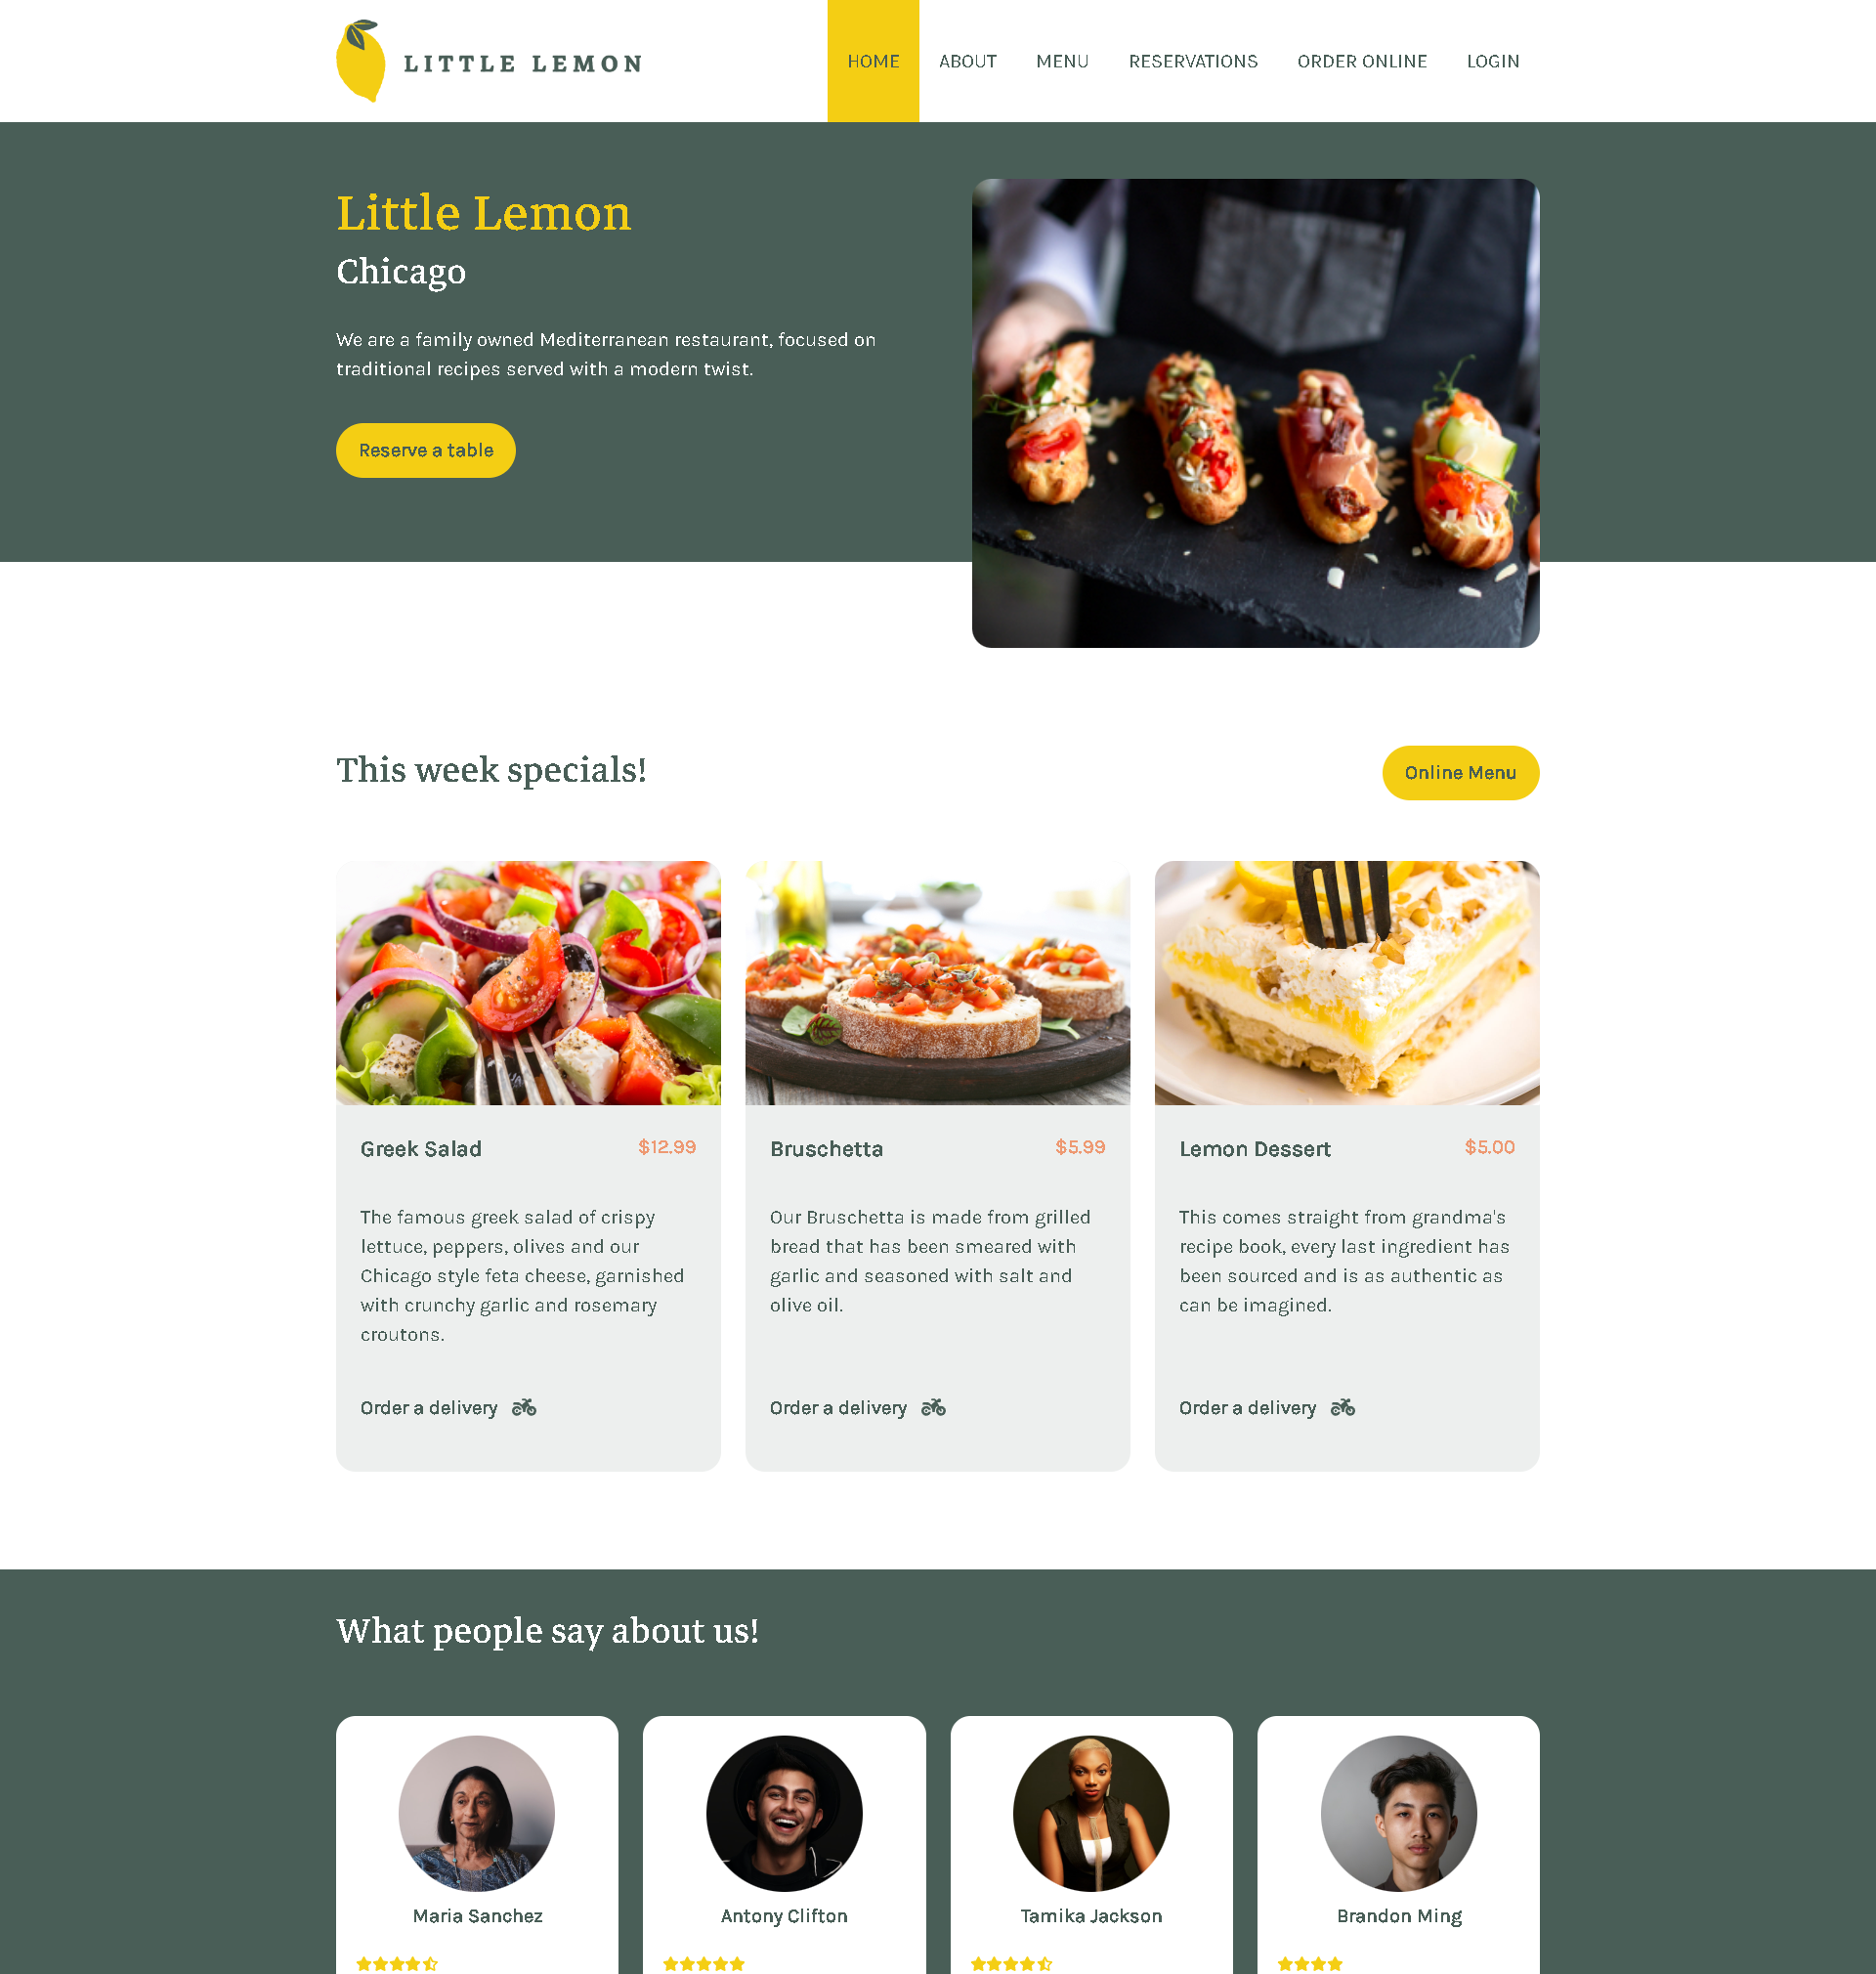 LITTLE LEMON
HOME ABOUT MENU RESERVATIONS ORDER ONLINE LOGIN
Little Lemon
Chicago
We are a family owned Mediterranean restaurant, focused on
traditional recipes served with a modern twist.
Reserve a table
This week specials!
Online Menu
Greek Salad $12.99
The famous greek salad of crispy
lettuce, peppers, olives and our
Chicago style feta cheese, garnished
with crunchy garlic and rosemary
croutons.
Order a delivery
Bruschetta $5.99
Our Bruschetta is made from grilled
bread that has been smeared with
garlic and seasoned with salt and
olive oil.
Order a delivery
Lemon Dessert $5.00
This comes straight from grandma's
recipe book, every last ingredient has
been sourced and is as authentic as
can be imagined.
Order a delivery
What people say about us!
Maria Sanchez
Antony Clifton
Tamika Jackson
Brandon Ming